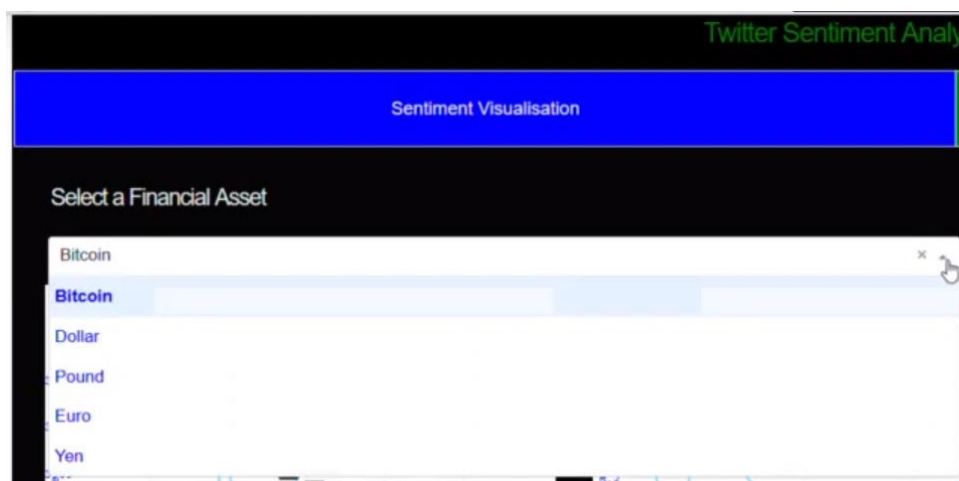 Twitter Sentiment Analy
Sentiment Visualisation
Select a Financial Asset
Bitcoin
Bitcoin
Dollar
Pound
Euro
Yen